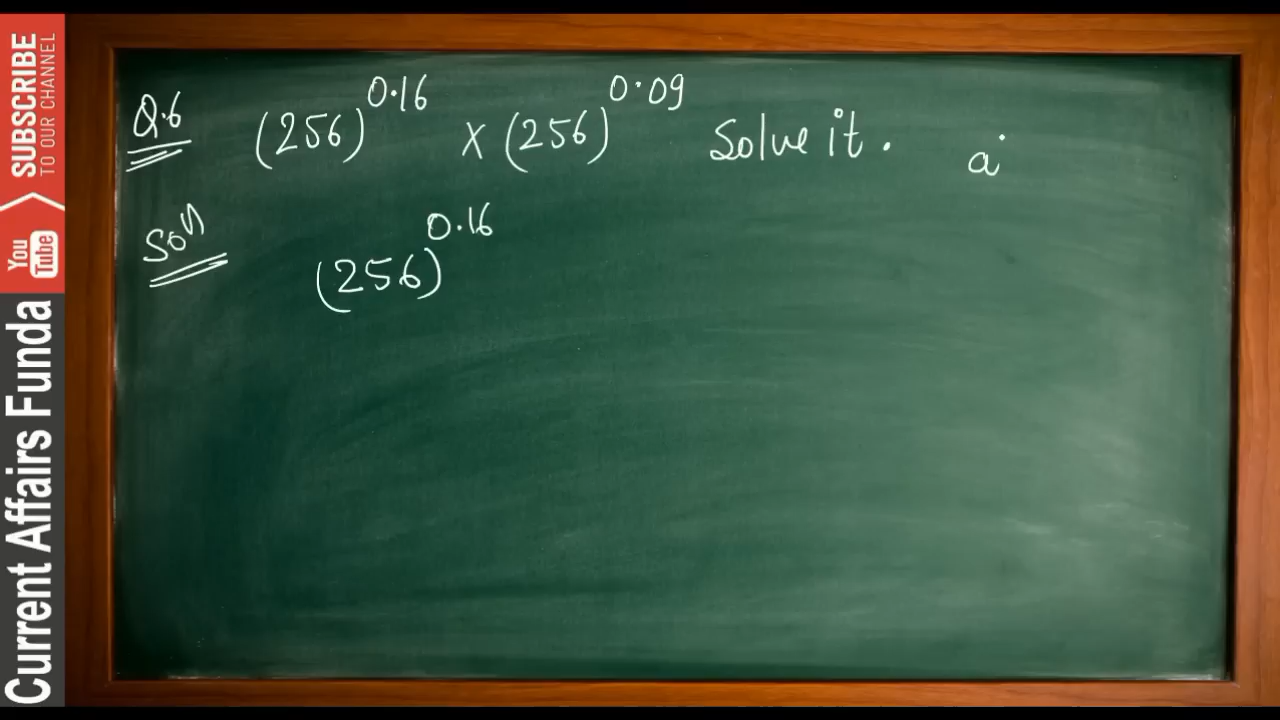 Q.6 (256)^0.16 x (256)^0.09 Solve it. a
Soln (256)^0.16
SUBSCRIBE
TO OUR CHANNEL
You Tube
Current Affairs Funda